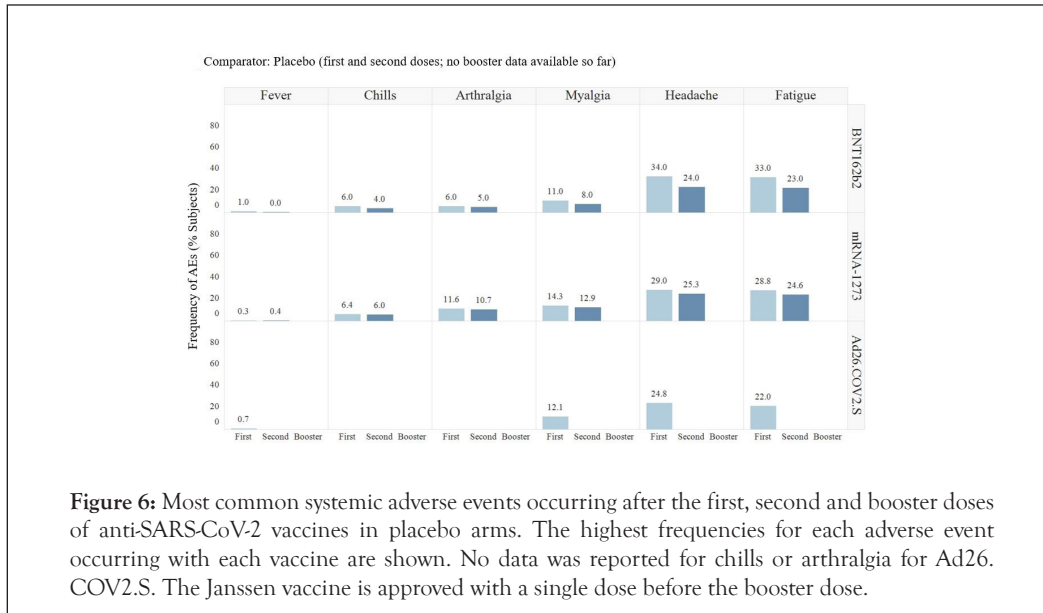 Comparator: Placebo (first and second doses; no booster data available so far)
Fever Chills Arthralgia Myalgia Headache Fatigue
Frequency of AEs (% Subjects)
80
60
40
20
0
1.0 0.0 6.0 4.0 6.0 5.0 11.0 8.0 34.0 24.0 33.0 23.0
BNT162b2
80
60
40
20
0
0.3 0.4 6.4 6.0 11.6 10.7 14.3 12.9 29.0 25.3 28.8 24.6
mRNA-1273
80
60
40
20
0
0.7 12.1 24.8 22.0
Ad26.COV2.S
First Second Booster First Second Booster First Second Booster First Second Booster First Second Booster First Second Booster
Figure 6: Most common systemic adverse events occurring after the first, second and booster doses
of anti-SARS-CoV-2 vaccines in placebo arms. The highest frequencies for each adverse event
occurring with each vaccine are shown. No data was reported for chills or arthralgia for Ad26.
COV2.S. The Janssen vaccine is approved with a single dose before the booster dose.